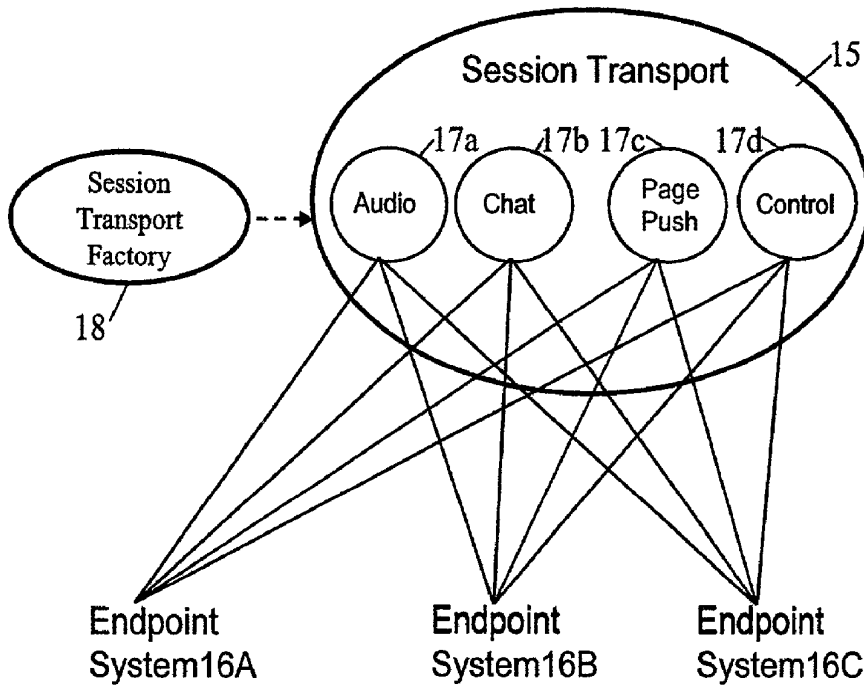 15
Session Transport
17a
17b
17c
17d
Audio
Chat
Page
Push
Control
Session
Transport
Factory
18
Endpoint
System16A
Endpoint
System16B
Endpoint
System16C